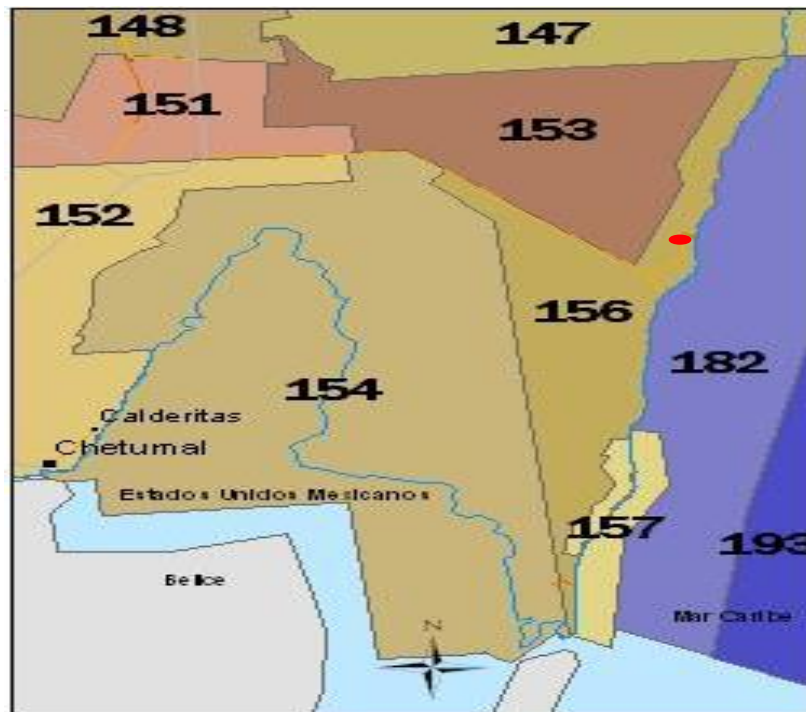 148
147
151
153
152
156
182
154
Calderitas
Chetumal
Estados Unidos Mexicanos
157
193
Belice
Mar Caribe
N